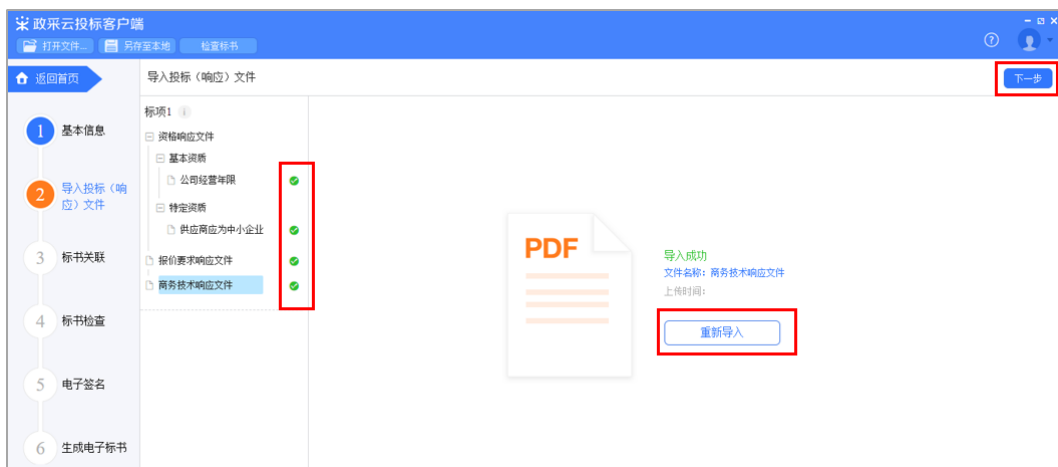 政采云投标客户端
打开文件... 另存至本地 检查标书
返回首页
导入投标（响应）文件
下一步
1 基本信息
2 导入投标（响
应）文件
3 标书关联
4 标书检查
5 电子签名
6 生成电子标书
标项1
资格响应文件
基本资质
公司经营年限
特定资质
供应商应为中小企业
报价要求响应文件
商务技术响应文件
PDF
导入成功
文件名称：商务技术响应文件
上传时间：
重新导入